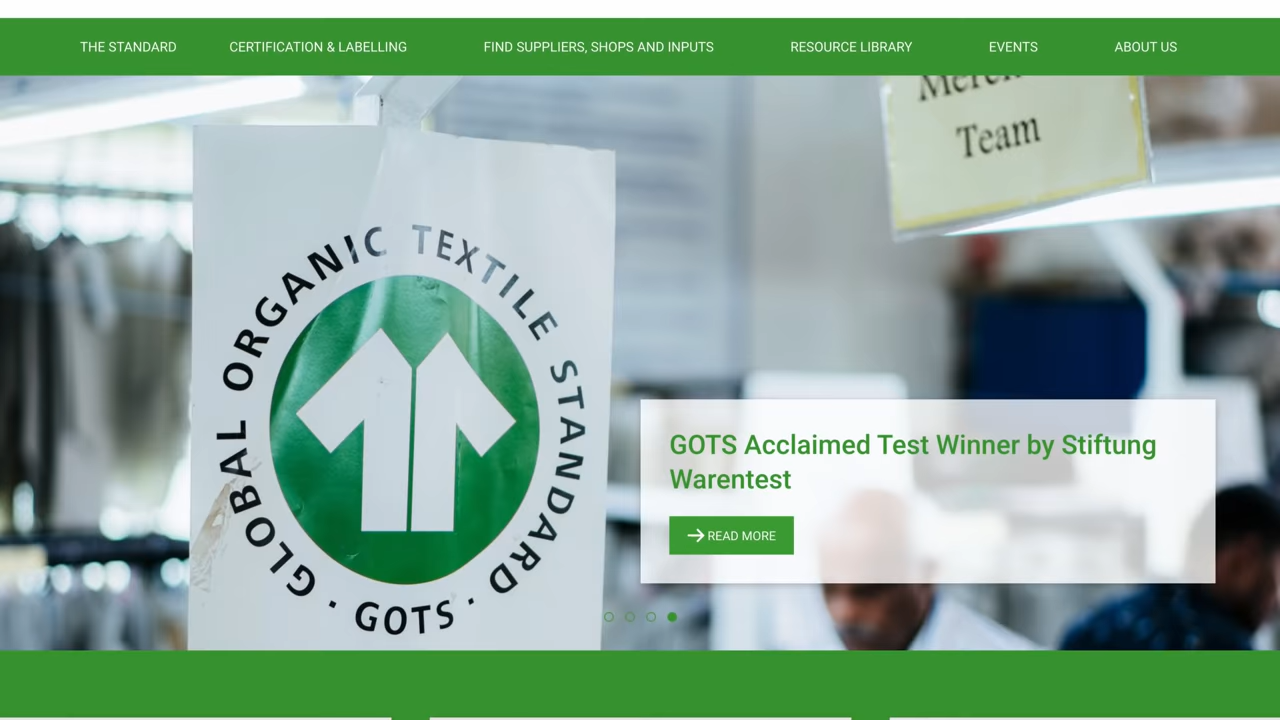 THE STANDARD
CERTIFICATION & LABELLING
FIND SUPPLIERS, SHOPS AND INPUTS
RESOURCE LIBRARY
EVENTS
ABOUT US
Team
GLOBAL ORGANIC TEXTILE STANDARD
· GOTS ·
GOTS Acclaimed Test Winner by Stiftung
Warentest
READ MORE